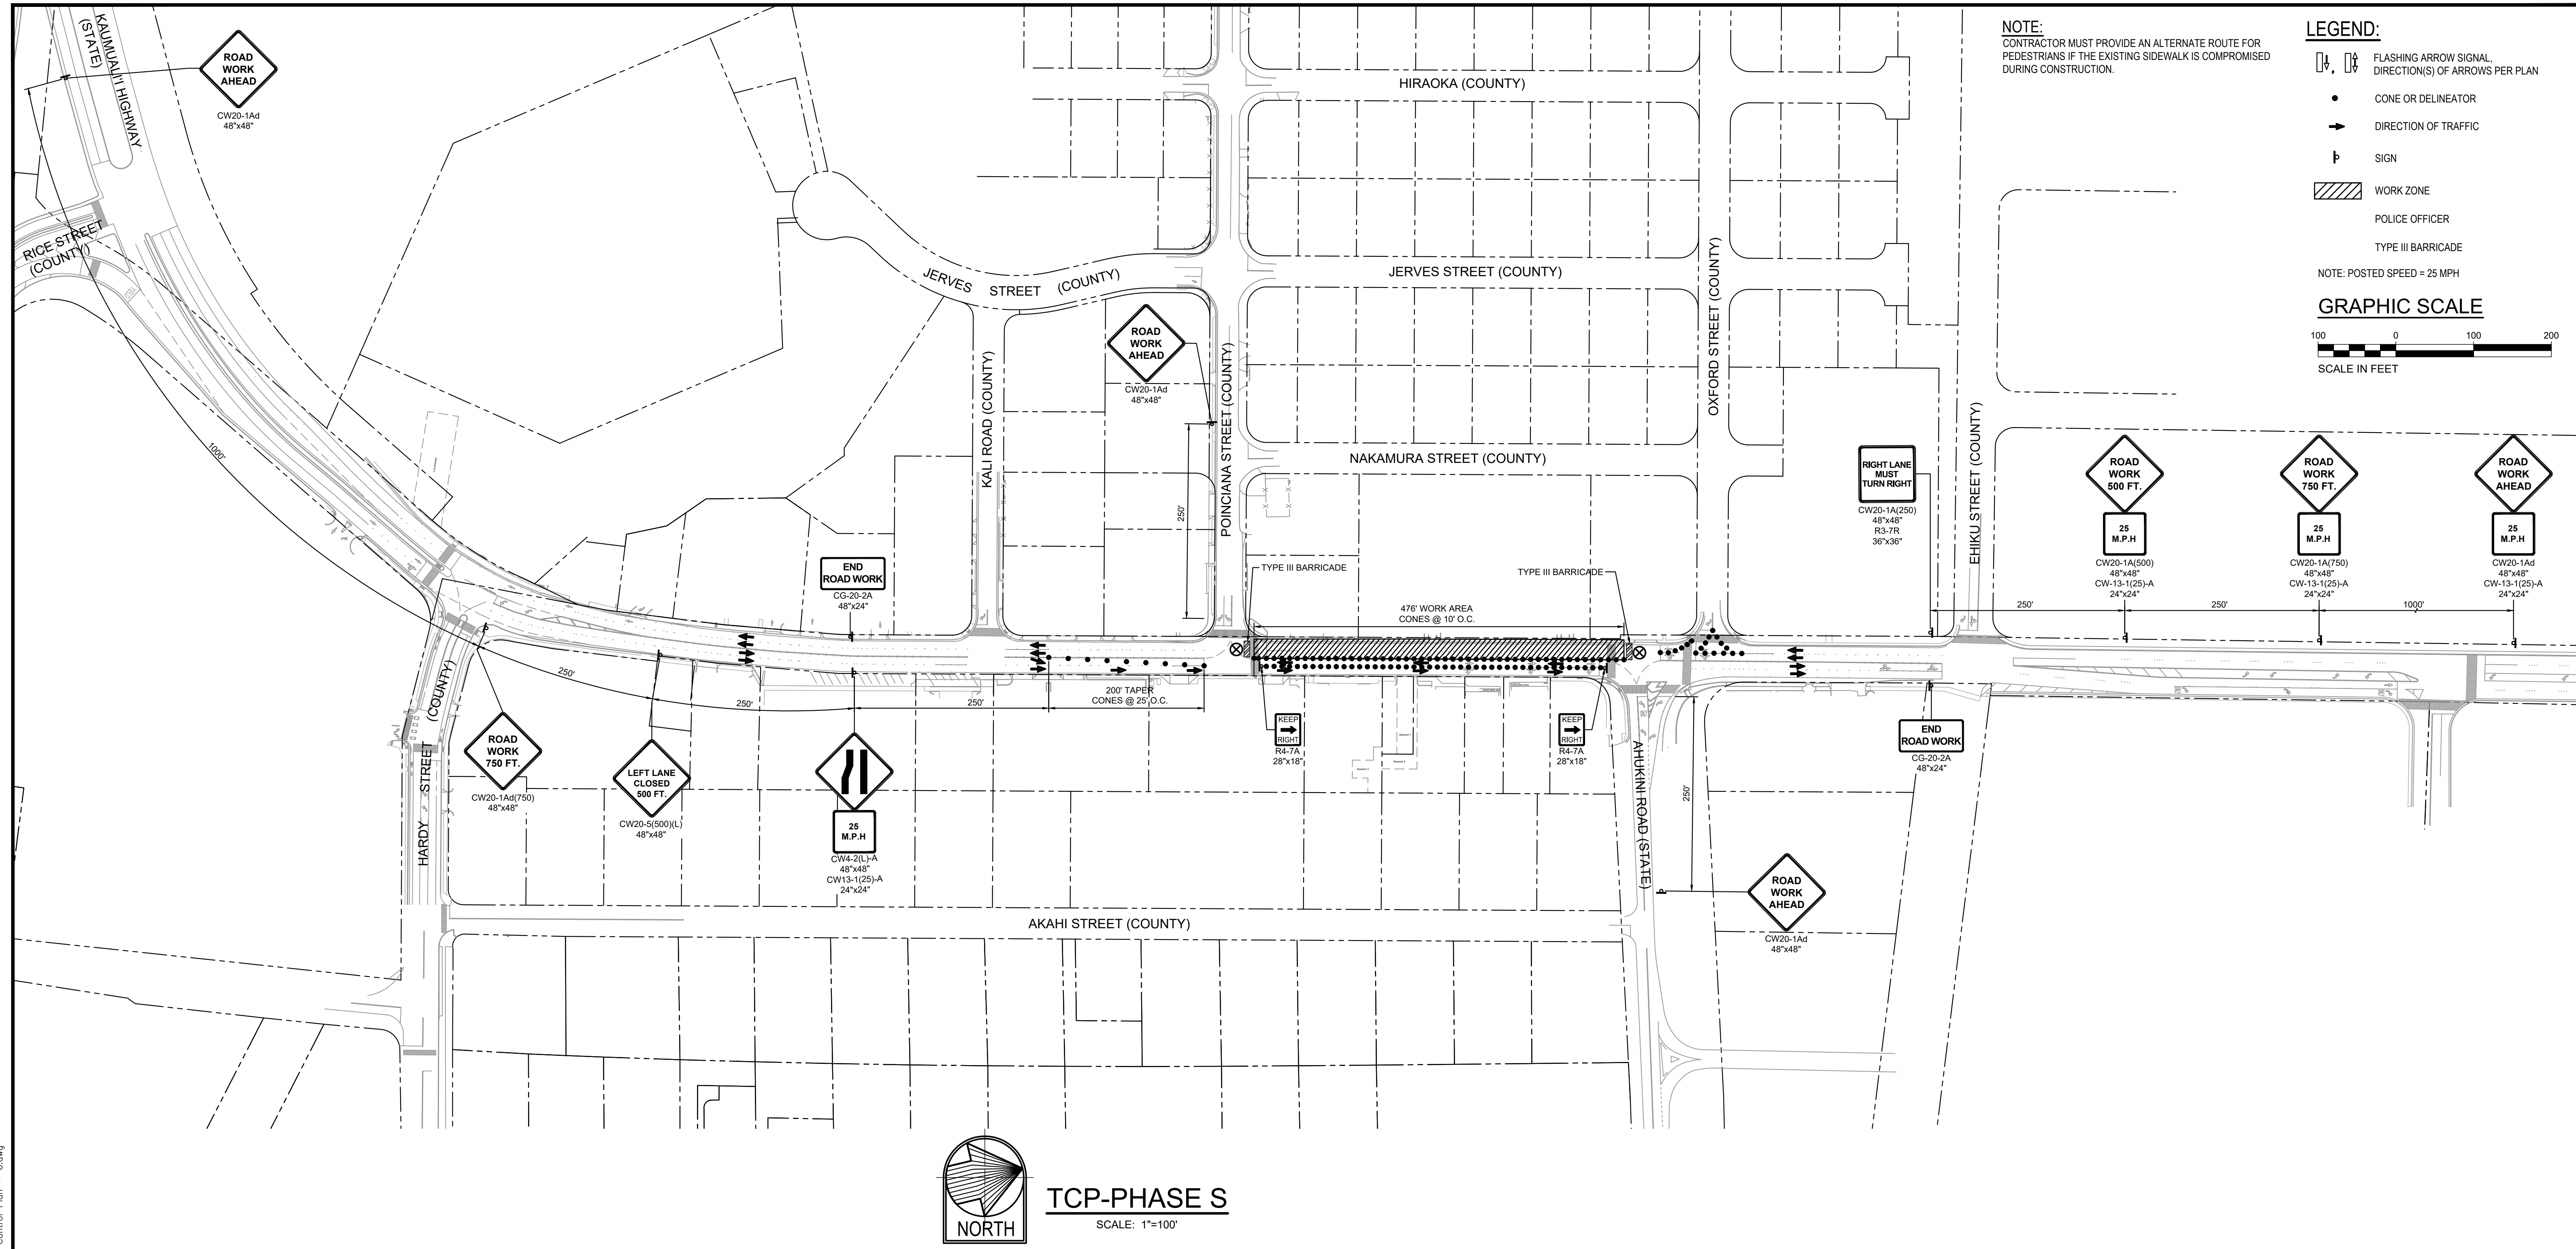 KAUMUALI'I HIGHWAY
(STATE)
ROAD
WORK
AHEAD
CW20-1Ad
48"x48"
RICE STREET
(COUNTY)
1000'
HIRAOKA (COUNTY)
JERVES STREET (COUNTY)
JERVES STREET (COUNTY)
KALI ROAD (COUNTY)
ROAD
WORK
AHEAD
CW20-1Ad
48"x48"
250'
POINCIANA STREET (COUNTY)
NAKAMURA STREET (COUNTY)
OXFORD STREET (COUNTY)
EHIKU STREET (COUNTY)
NOTE:
CONTRACTOR MUST PROVIDE AN ALTERNATE ROUTE FOR
PEDESTRIANS IF THE EXISTING SIDEWALK IS COMPROMISED
DURING CONSTRUCTION.
LEGEND:
FLASHING ARROW SIGNAL,
DIRECTION(S) OF ARROWS PER PLAN
CONE OR DELINEATOR
DIRECTION OF TRAFFIC
SIGN
WORK ZONE
POLICE OFFICER
TYPE III BARRICADE
NOTE: POSTED SPEED = 25 MPH
GRAPHIC SCALE
100 0 100 200
SCALE IN FEET
RIGHT LANE
MUST
TURN RIGHT
CW20-1A(250)
48"x48"
R3-7R
36"x36"
ROAD
WORK
500 FT.
25
M.P.H
CW20-1A(500)
48"x48"
CW-13-1(25)-A
24"x24"
ROAD
WORK
750 FT.
25
M.P.H
CW20-1A(750)
48"x48"
CW-13-1(25)-A
24"x24"
ROAD
WORK
AHEAD
25
M.P.H
CW20-1Ad
48"x48"
CW-13-1(25)-A
24"x24"
250'
250'
1000'
END
ROAD WORK
CG-20-2A
48"x24"
TYPE III BARRICADE
TYPE III BARRICADE
476' WORK AREA
CONES @ 10' O.C.
250'
250'
250'
200' TAPER
CONES @ 25' O.C.
HARDY STREET (COUNTY)
ROAD
WORK
750 FT.
CW20-1Ad(750)
48"x48"
LEFT LANE
CLOSED
500 FT.
CW20-5(500)(L)
48"x48"
25
M.P.H
CW4-2(L)-A
48"x48"
CW13-1(25)-A
24"x24"
KEEP
RIGHT
R4-7A
28"x18"
KEEP
RIGHT
R4-7A
28"x18"
AHUKINI ROAD (STATE)
250'
END
ROAD WORK
CG-20-2A
48"x24"
ROAD
WORK
AHEAD
CW20-1Ad
48"x48"
AKAHI STREET (COUNTY)
NORTH
TCP-PHASE S
SCALE: 1"=100'